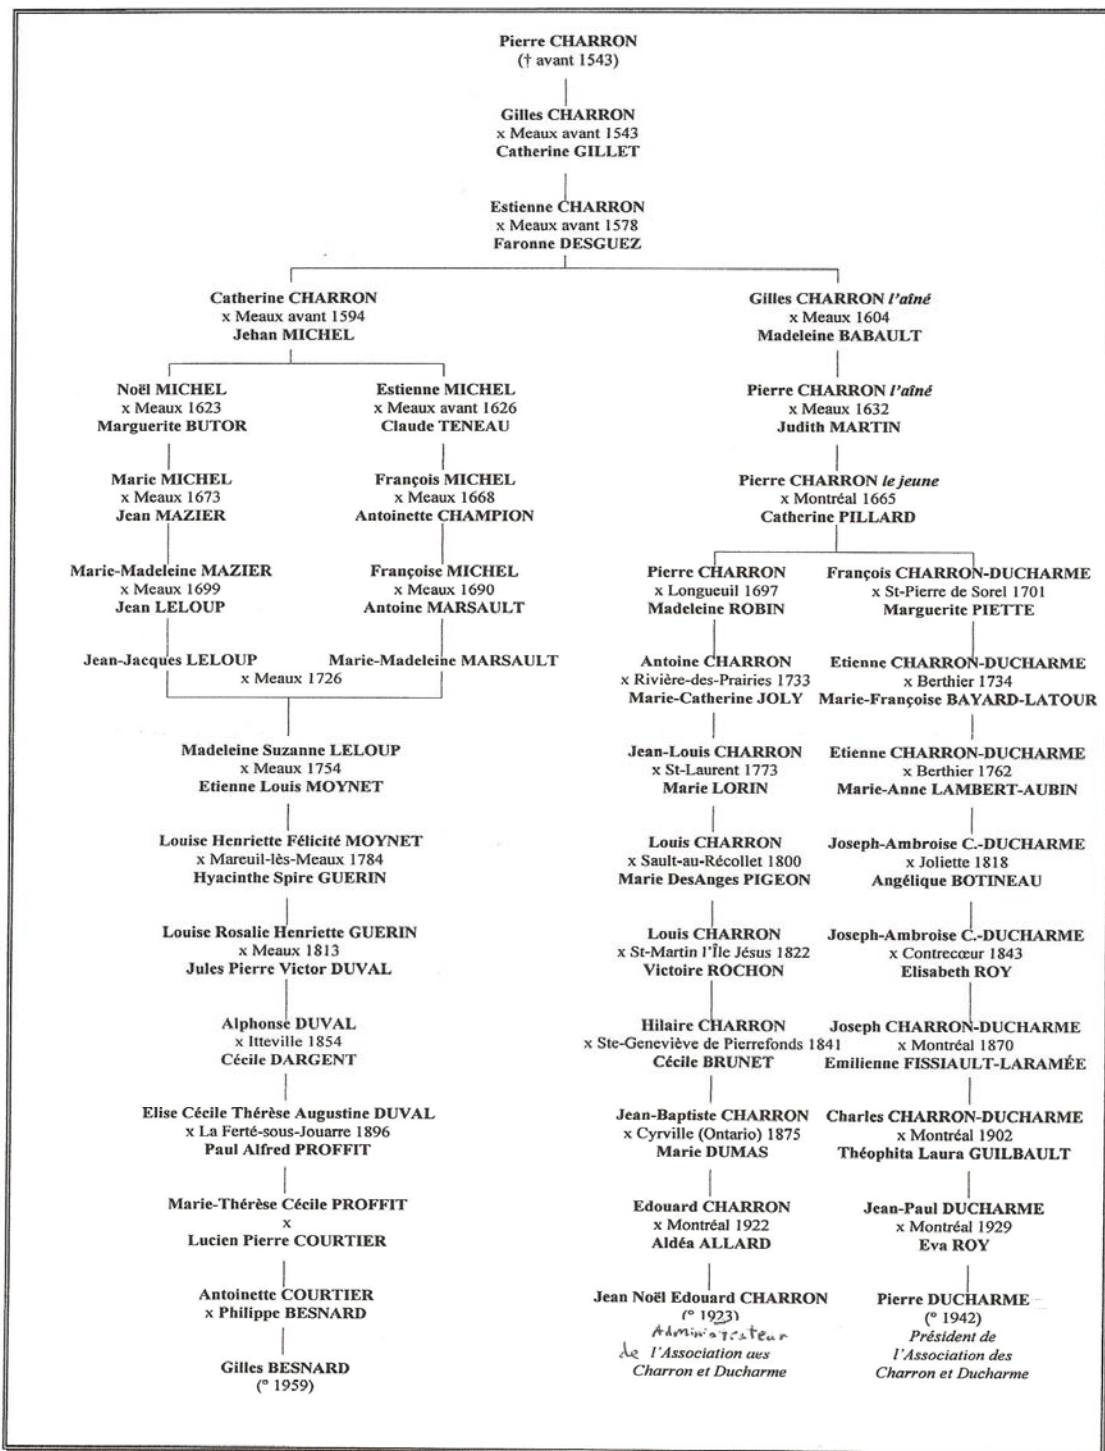 Pierre CHARRON
(† avant 1543)
Gilles CHARRON
x Meaux avant 1543
Catherine GILLET
Estienne CHARRON
x Meaux avant 1578
Faronne DESGUEZ
Catherine CHARRON
x Meaux avant 1594
Jehan MICHEL
Gilles CHARRON l'aîné
x Meaux 1604
Madeleine BABAULT
Noël MICHEL
x Meaux 1623
Marguerite BUTOR
Estienne MICHEL
x Meaux avant 1626
Claude TENEAU
Pierre CHARRON l'aîné
x Meaux 1632
Judith MARTIN
Marie MICHEL
x Meaux 1673
Jean MAZIER
François MICHEL
x Meaux 1668
Antoinette CHAMPION
Pierre CHARRON le jeune
x Montréal 1665
Catherine PILLARD
Marie-Madeleine MAZIER
x Meaux 1699
Jean LELOUP
Françoise MICHEL
x Meaux 1690
Antoine MARSAULT
Pierre CHARRON
x Longueuil 1697
Madeleine ROBIN
François CHARRON-DUCHARME
x St-Pierre de Sorel 1701
Marguerite PIETTE
Jean-Jacques LELOUP
Marie-Madeleine MARSAULT
x Meaux 1726
Antoine CHARRON
x Rivière-des-Prairies 1733
Marie-Catherine JOLY
Etienne CHARRON-DUCHARME
x Berthier 1734
Marie-Françoise BAYARD-LATOUR
Madeleine Suzanne LELOUP
x Meaux 1754
Etienne Louis MOYNET
Jean-Louis CHARRON
x St-Laurent 1773
Marie LORIN
Etienne CHARRON-DUCHARME
x Berthier 1762
Marie-Anne LAMBERT-AUBIN
Louise Henriette Félicité MOYNET
x Mareuil-lès-Meaux 1784
Hyacinthe Spire GUERIN
Louis CHARRON
x Sault-au-Récollet 1800
Marie DesAnges PIGEON
Joseph-Ambroise C.-DUCHARME
x Joliette 1818
Angélique BOTINEAU
Louise Rosalie Henriette GUERIN
x Meaux 1813
Jules Pierre Victor DUVAL
Louis CHARRON
x St-Martin l'Île Jésus 1822
Victoire ROCHON
Joseph-Ambroise C.-DUCHARME
x Contrecœur 1843
Elisabeth ROY
Alphonse DUVAL
x Itteville 1854
Cécile DARGENT
Hilaire CHARRON
x Ste-Geneviève de Pierrefonds 1841
Cécile BRUNET
Joseph CHARRON-DUCHARME
x Montréal 1870
Emilienne FISSIAULT-LARAMÉE
Elise Cécile Thérèse Augustine DUVAL
x La Ferté-sous-Jouarre 1896
Paul Alfred PROFFIT
Jean-Baptiste CHARRON
x Cyrville (Ontario) 1875
Marie DUMAS
Charles CHARRON-DUCHARME
x Montréal 1902
Théophita Laura GUILBAULT
Marie-Thérèse Cécile PROFFIT
x
Lucien Pierre COURTIER
Edouard CHARRON
x Montréal 1922
Aldéa ALLARD
Jean-Paul DUCHARME
x Montréal 1929
Eva ROY
Antoinette COURTIER
x Philippe BESNARD
Jean Noël Edouard CHARRON
(° 1923)
Administrateur
de l'Association des
Charron et Ducharme
Pierre DUCHARME
(° 1942)
Président de
l'Association des
Charron et Ducharme
Gilles BESNARD
(° 1959)